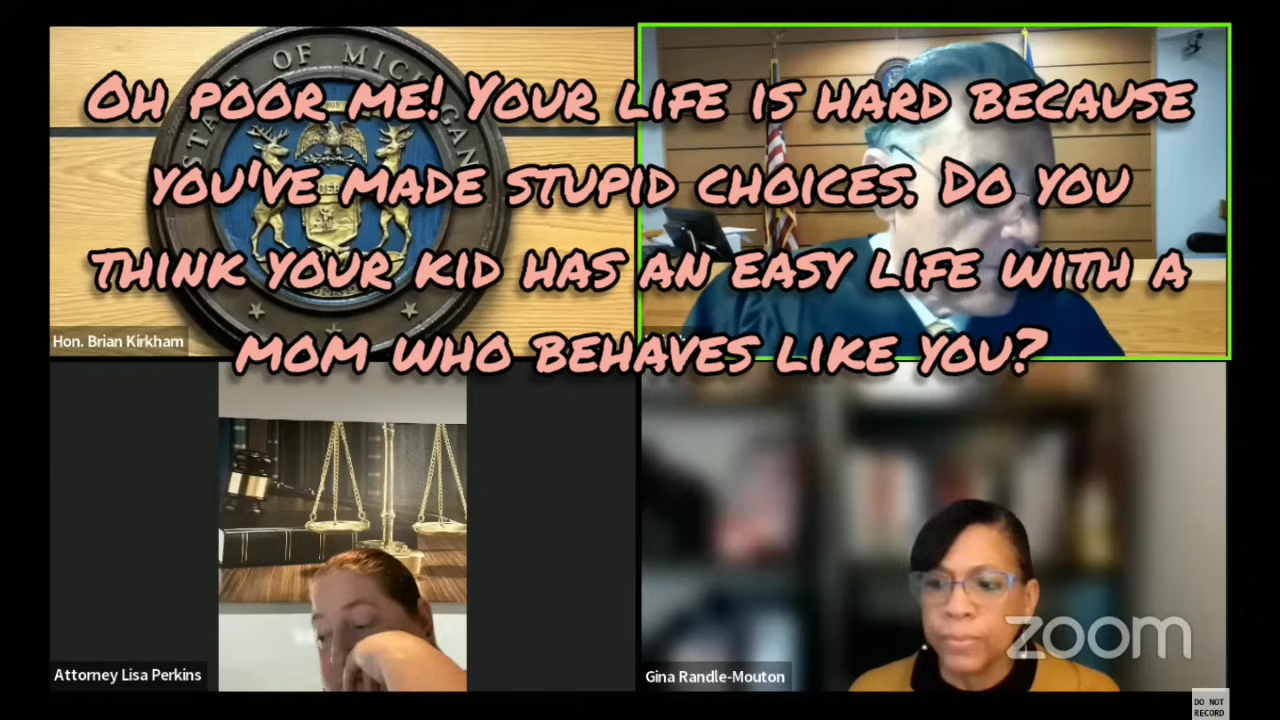 Oh poor me! Your life is hard because
you've made stupid choices. Do you
think your kid has an easy life with a
mom who behaves like you?
STATE OF MICHIGAN
Hon. Brian Kirkham
Attorney Lisa Perkins
Gina Randle-Mouton
zoom
DO NOT
RECORD